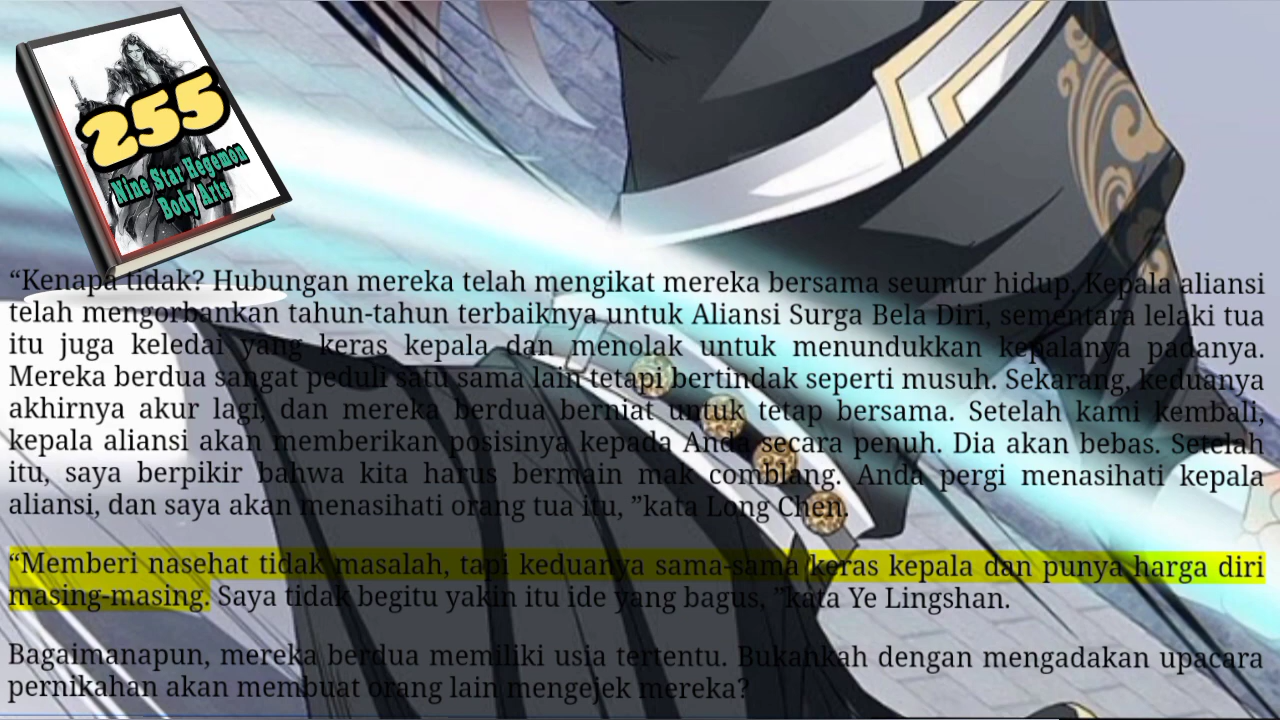 255
Nine Star Hegemon
Body Arts
“Kenapa tidak? Hubungan mereka telah mengikat mereka bersama seumur hidup. Kepala aliansi
telah mengorbankan tahun-tahun terbaiknya untuk Aliansi Surga Bela Diri, sementara lelaki tua
itu juga keledai yang keras kepala dan menolak untuk menundukkan kepalanya padanya.
Mereka berdua sangat peduli satu sama lain tetapi bertindak seperti musuh. Sekarang, keduanya
akhirnya akur lagi, dan mereka berdua berniat untuk tetap bersama. Setelah kami kembali,
kepala aliansi akan memberikan posisinya kepada Anda secara penuh. Dia akan bebas. Setelah
itu, saya berpikir bahwa kita harus bermain mak comblang. Anda pergi menasihati kepala
aliansi, dan saya akan menasihati orang tua itu, ”kata Long Chen.
“Memberi nasehat tidak masalah, tapi keduanya sama-sama keras kepala dan punya harga diri
masing-masing. Saya tidak begitu yakin itu ide yang bagus, ”kata Ye Lingshan.
Bagaimanapun, mereka berdua memiliki usia tertentu. Bukankah dengan mengadakan upacara
pernikahan akan membuat orang lain mengejek mereka?